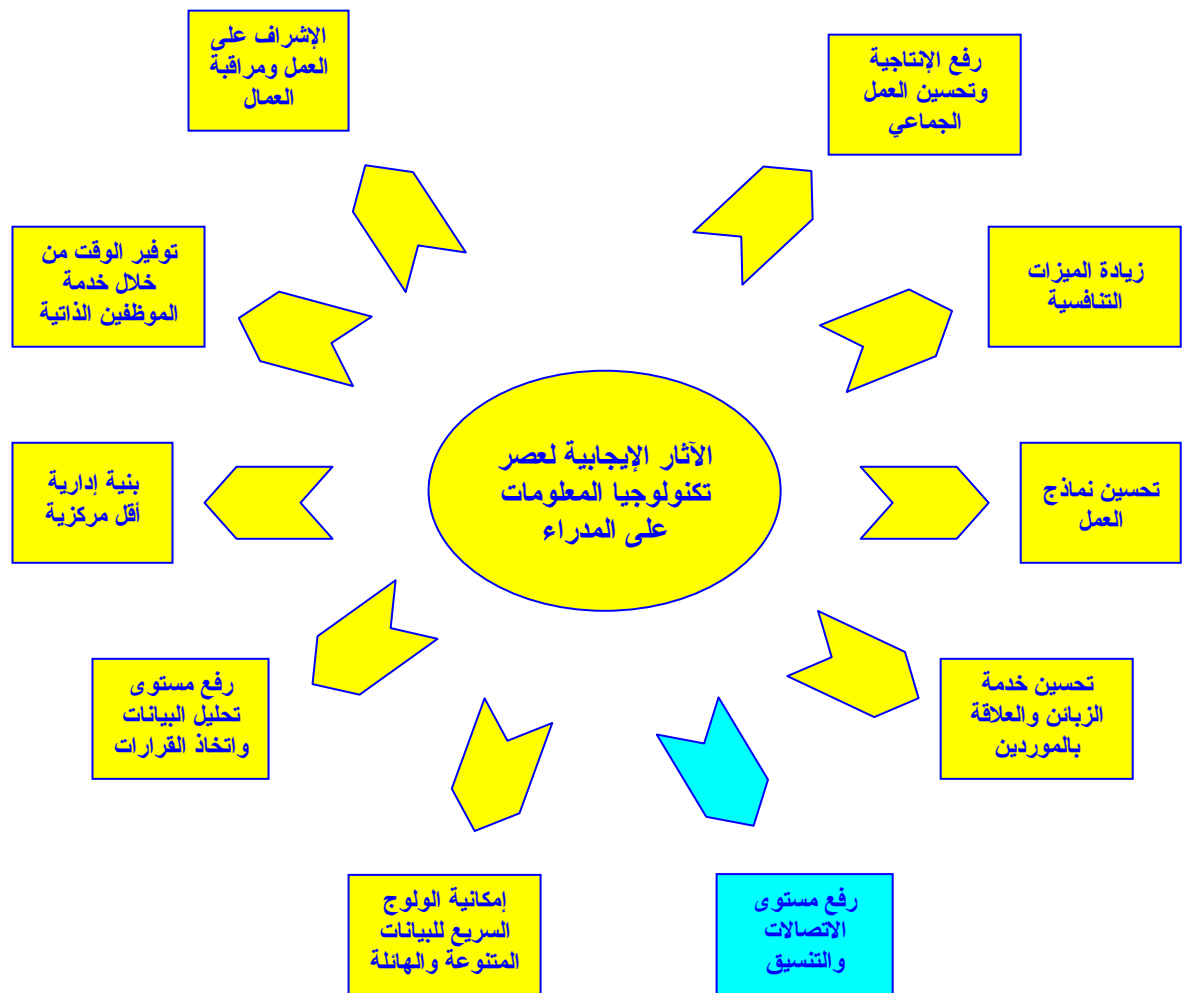 الإشراف على
العمل ومراقبة
العمال
رفع الإنتاجية
وتحسين العمل
الجماعي
توفير الوقت من
خلال خدمة
الموظفين الذاتية
زيادة الميزات
التنافسية
الآثار الإيجابية لعصر
تكنولوجيا المعلومات
على المدراء
بنية إدارية
أقل مركزية
تحسين نماذج
العمل
رفع مستوى
تحليل البيانات
واتخاذ القرارات
تحسين خدمة
الزبائن والعلاقة
بالموردين
إمكانية الولوج
السريع للبيانات
المتنوعة والهائلة
رفع مستوى
الاتصالات
والتنسيق